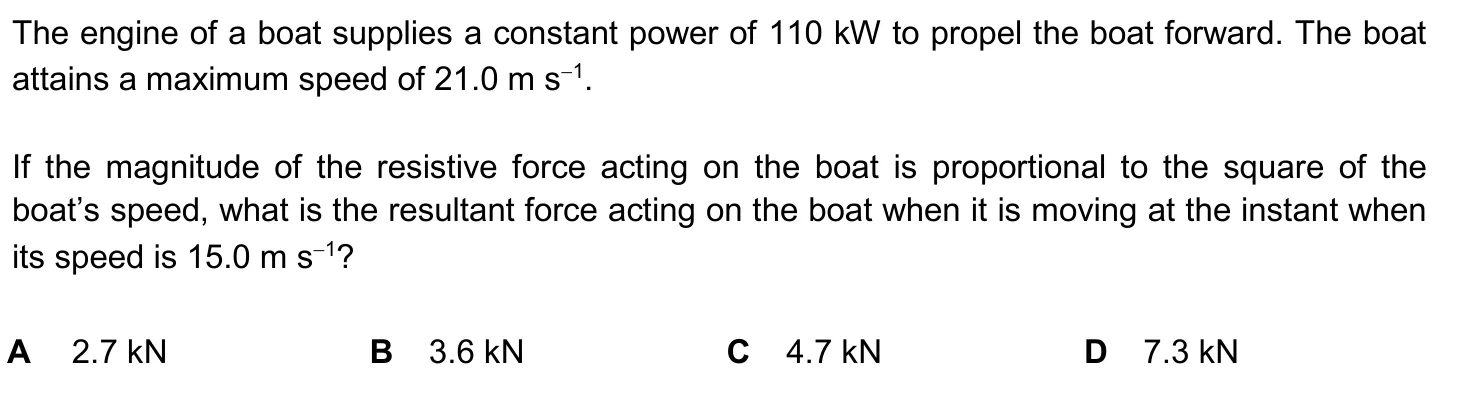 The engine of a boat supplies a constant power of 110 kW to propel the boat forward. The boat
attains a maximum speed of 21.0 m s⁻¹.
If the magnitude of the resistive force acting on the boat is proportional to the square of the
boat's speed, what is the resultant force acting on the boat when it is moving at the instant when
its speed is 15.0 m s⁻¹?
A 2.7 kN B 3.6 kN C 4.7 kN D 7.3 kN